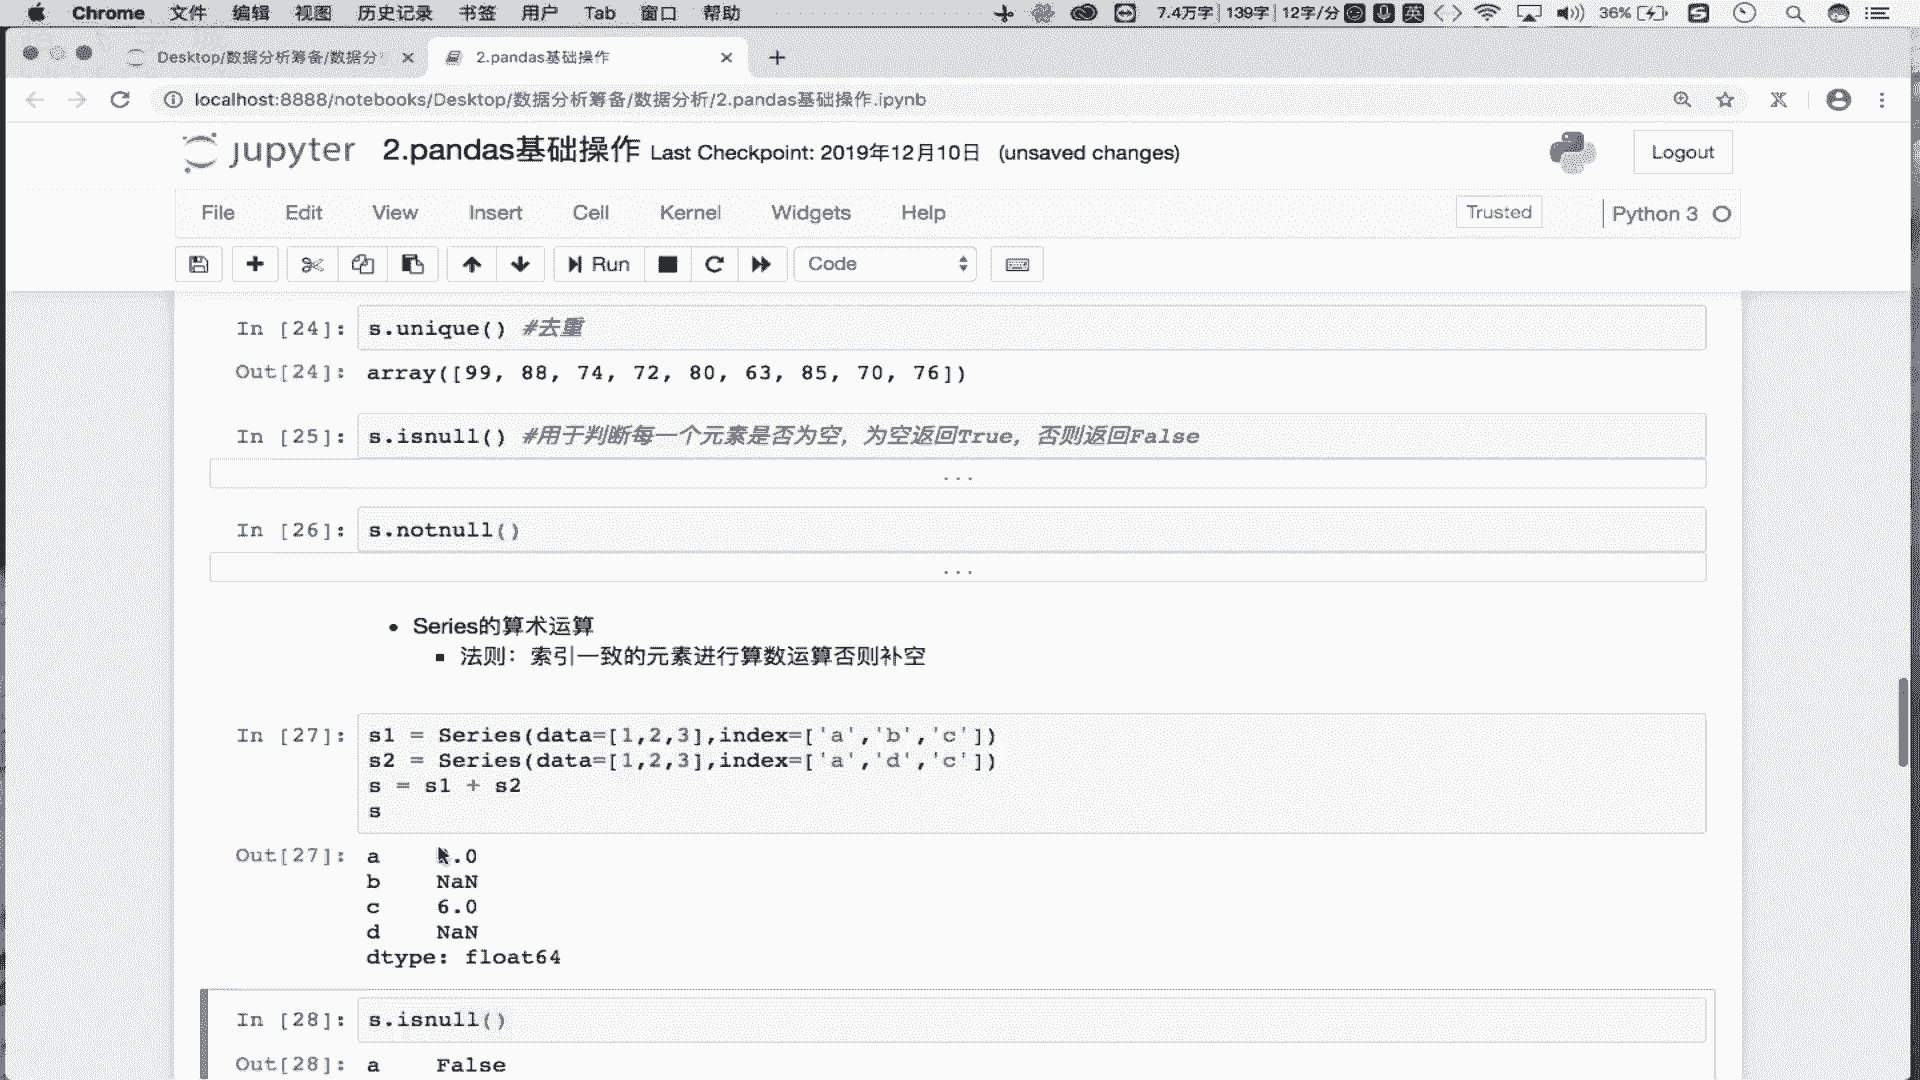 Chrome 文件 编辑 视图 历史记录 书签 用户 Tab 窗口 帮助 7.4万字 139字 12字/分 英 36%
Desktop/数据分析筹备/数据分 2.pandas基础操作
localhost:8888/notebooks/Desktop/数据分析筹备/数据分析/2.pandas基础操作.ipynb
jupyter 2.pandas基础操作 Last Checkpoint: 2019年12月10日 (unsaved changes) Logout
File Edit View Insert Cell Kernel Widgets Help Trusted Python 3
Run Code
In [24]: s.unique() #去重
Out[24]: array([99, 88, 74, 72, 80, 63, 85, 70, 76])
In [25]: s.isnull() #用于判断每一个元素是否为空，为空返回True，否则返回False
...
In [26]: s.notnull()
...
• Series的算术运算
▪ 法则：索引一致的元素进行算数运算否则补空
In [27]: s1 = Series(data=[1,2,3],index=['a','b','c'])
s2 = Series(data=[1,2,3],index=['a','d','c'])
s = s1 + s2
s
Out[27]: a .0
b NaN
c 6.0
d NaN
dtype: float64
In [28]: s.isnull()
Out[28]: a False